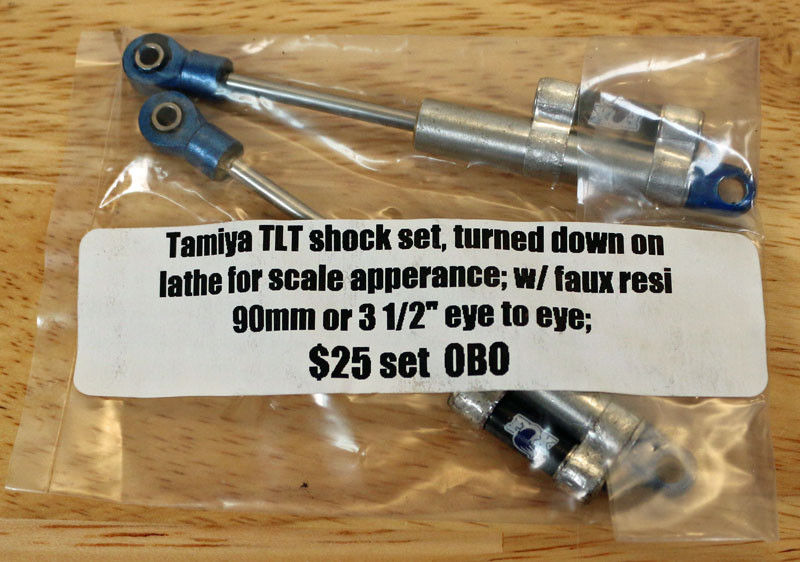 Tamiya TLT shock set, turned down on
lathe for scale apperance; w/ faux resi
90mm or 3 1/2" eye to eye;
$25 set OBO